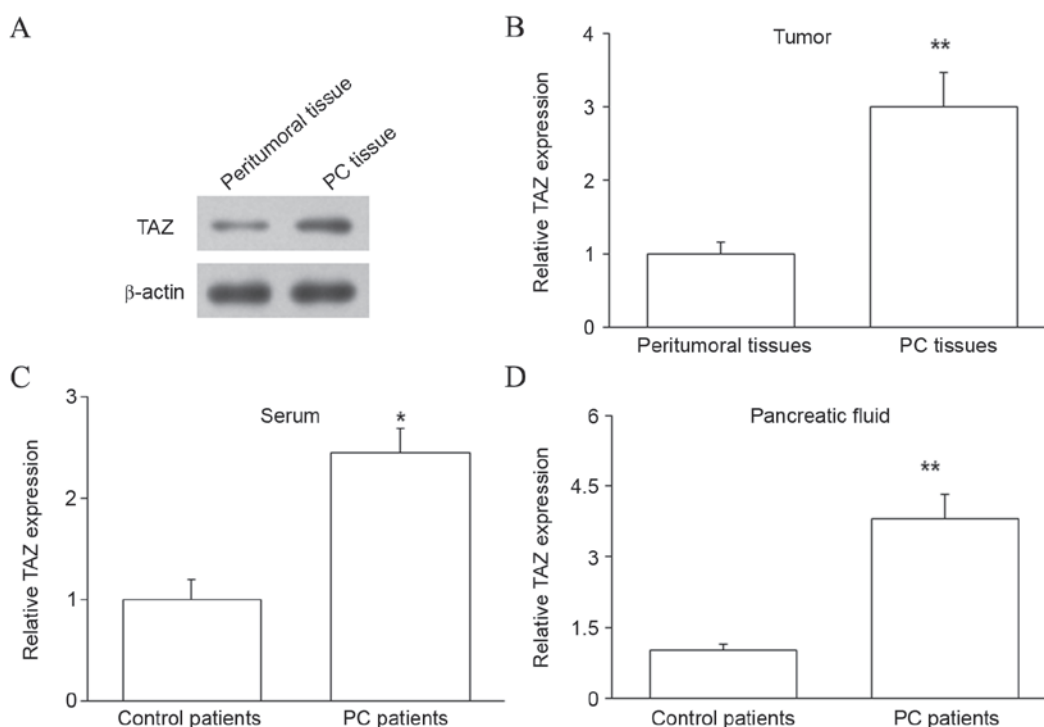 A
Peritumoral tissue
PC tissue
TAZ
β-actin
B
Tumor
Relative TAZ expression
4
3
2
1
0
**
Peritumoral tissues
PC tissues
C
Serum
Relative TAZ expression
3
2
1
0
*
Control patients
PC patients
D
Pancreatic fluid
Relative TAZ expression
6
4.5
3
1.5
0
**
Control patients
PC patients